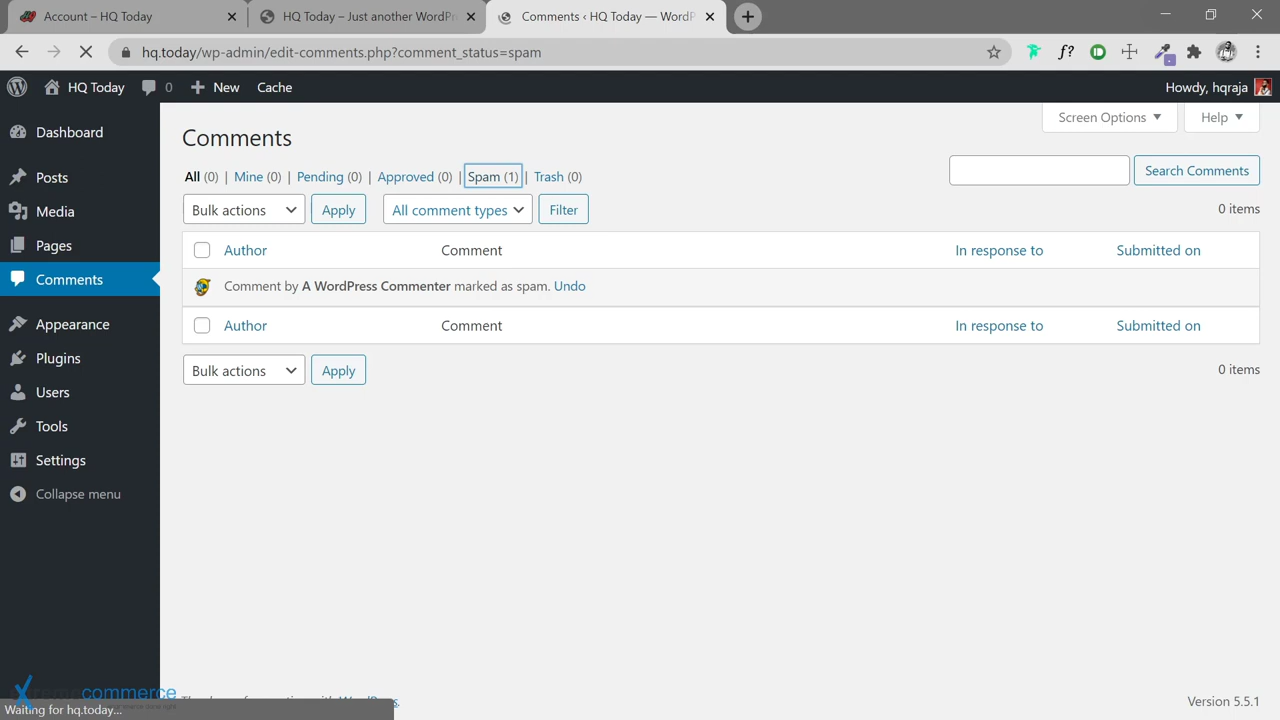 Account – HQ Today
HQ Today – Just another WordPr
Comments ‹ HQ Today — WordP
hq.today/wp-admin/edit-comments.php?comment_status=spam
f?
HQ Today
0
New
Cache
Howdy, hqraja
Dashboard
Posts
Media
Pages
Comments
Appearance
Plugins
Users
Tools
Settings
Collapse menu
Screen Options
Help
Comments
All (0) | Mine (0) | Pending (0) | Approved (0) | Spam (1) | Trash (0)
Search Comments
Bulk actions
Apply
All comment types
Filter
0 items
Author
Comment
In response to
Submitted on
Comment by A WordPress Commenter marked as spam. Undo
Author
Comment
In response to
Submitted on
Bulk actions
Apply
0 items
commerce
Version 5.5.1
Waiting for hq.today...